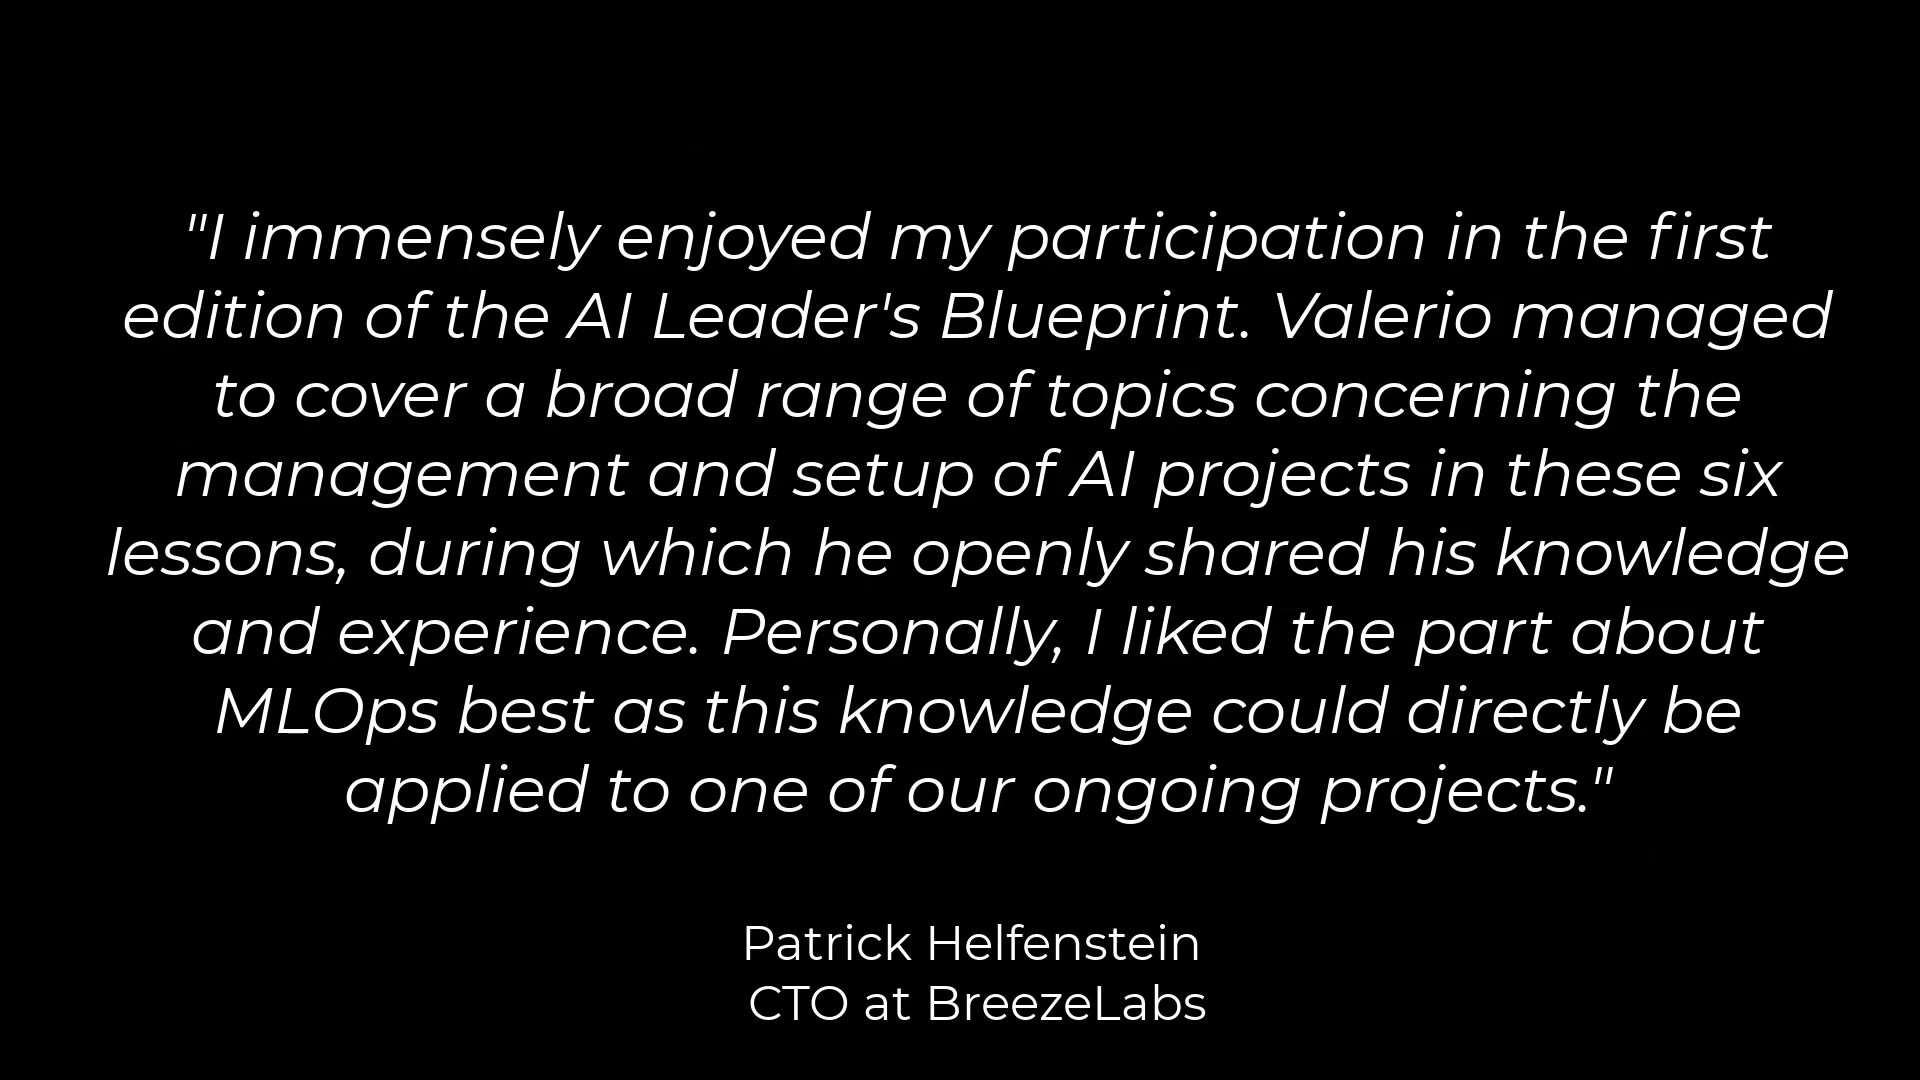 "I immensely enjoyed my participation in the first
edition of the AI Leader's Blueprint. Valerio managed
to cover a broad range of topics concerning the
management and setup of AI projects in these six
lessons, during which he openly shared his knowledge
and experience. Personally, I liked the part about
MLOps best as this knowledge could directly be
applied to one of our ongoing projects."
Patrick Helfenstein
CTO at BreezeLabs